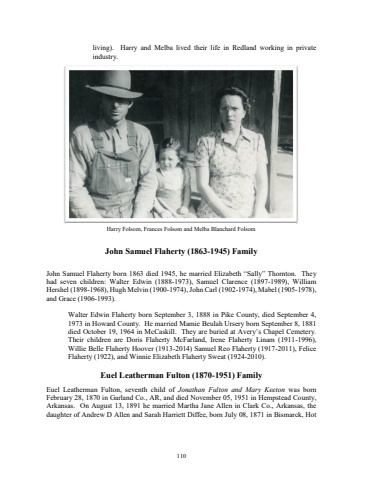 living).  Harry and Melba lived their life in Redland working in private
industry.
Harry Folsom, Frances Folsom and Melba Blanchard Folsom
John Samuel Flaherty (1863-1945) Family
John Samuel Flaherty born 1863 died 1945, he married Elizabeth “Sally” Thornton.  They
had seven children: Walter Edwin (1888-1973), Samuel Clarence (1897-1989), William
Hershel (1898-1968), Hugh Melvin (1900-1974), John Carl (1902-1974), Mabel (1905-1978),
and Grace (1906-1993).
Walter Edwin Flaherty born September 3, 1888 in Pike County, died September 4,
1973 in Howard County.  He married Mamie Beulah Ursery born September 8, 1881
died October 19, 1964 in McCaskill.  They are buried at Avery’s Chapel Cemetery.
Their children are Doris Flaherty McFarland, Irene Flaherty Linam (1911-1996),
Willie Belle Flaherty Hoover (1913-2014) Samuel Reo Flaherty (1917-2011), Felice
Flaherty (1922), and Winnie Elizabeth Flaherty Sweat (1924-2010).
Euel Leatherman Fulton (1870-1951) Family
Euel Leatherman Fulton, seventh child of Jonathan Fulton and Mary Keeton was born
February 28, 1870 in Garland Co., AR, and died November 05, 1951 in Hempstead County,
Arkansas.  On August 13, 1891 he married Martha Jane Allen in Clark Co., Arkansas, the
daughter of Andrew D Allen and Sarah Harriett Diffee, born July 08, 1871 in Bismarck, Hot
110